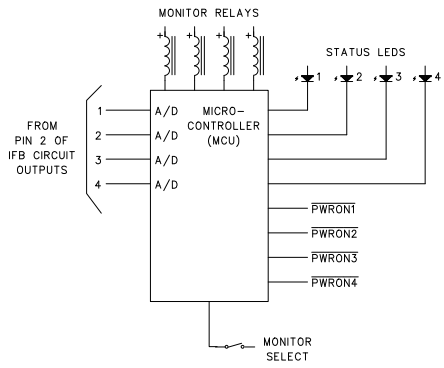 MONITOR RELAYS
+ + + +
STATUS LEDS
1 2 3 4
FROM
PIN 2 OF
IFB CIRCUIT
OUTPUTS
1 A/D
2 A/D
3 A/D
4 A/D
MICRO-
CONTROLLER
(MCU)
PWRON1
PWRON2
PWRON3
PWRON4
MONITOR
SELECT